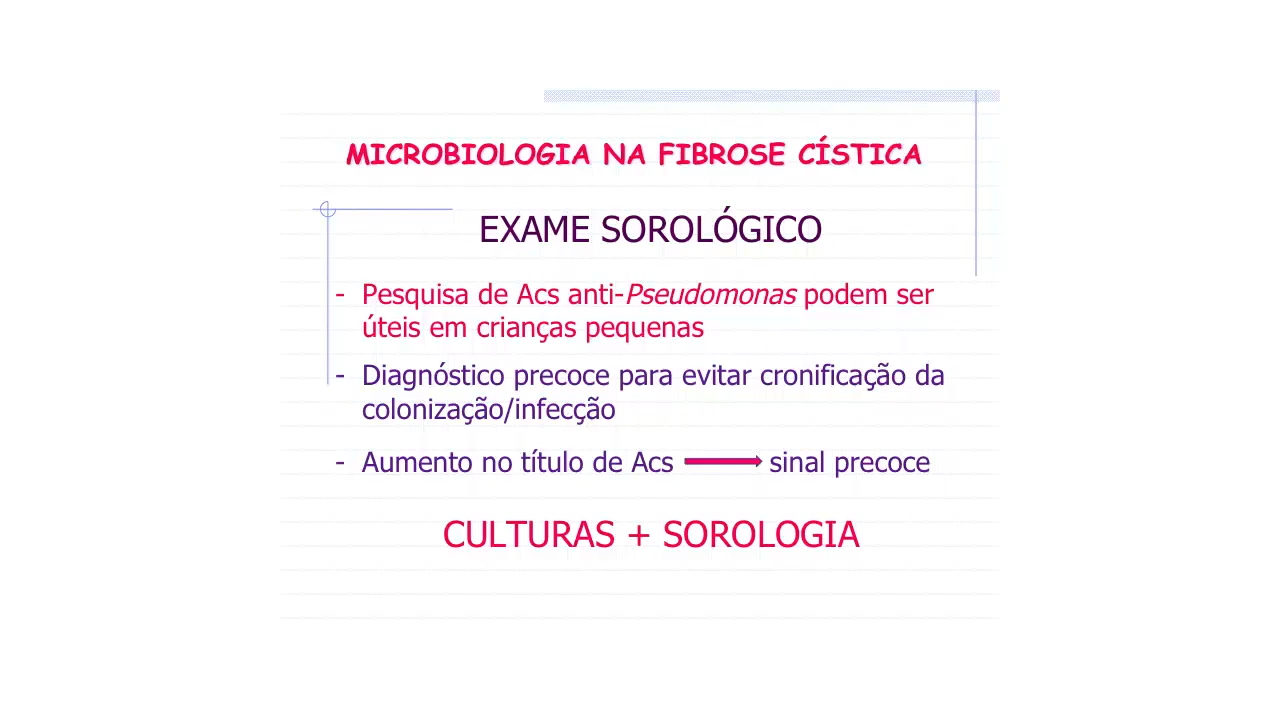 MICROBIOLOGIA NA FIBROSE CÍSTICA
EXAME SOROLÓGICO
- Pesquisa de Acs anti-Pseudomonas podem ser
úteis em crianças pequenas
- Diagnóstico precoce para evitar cronificação da
colonização/infecção
- Aumento no título de Acs sinal precoce
CULTURAS + SOROLOGIA